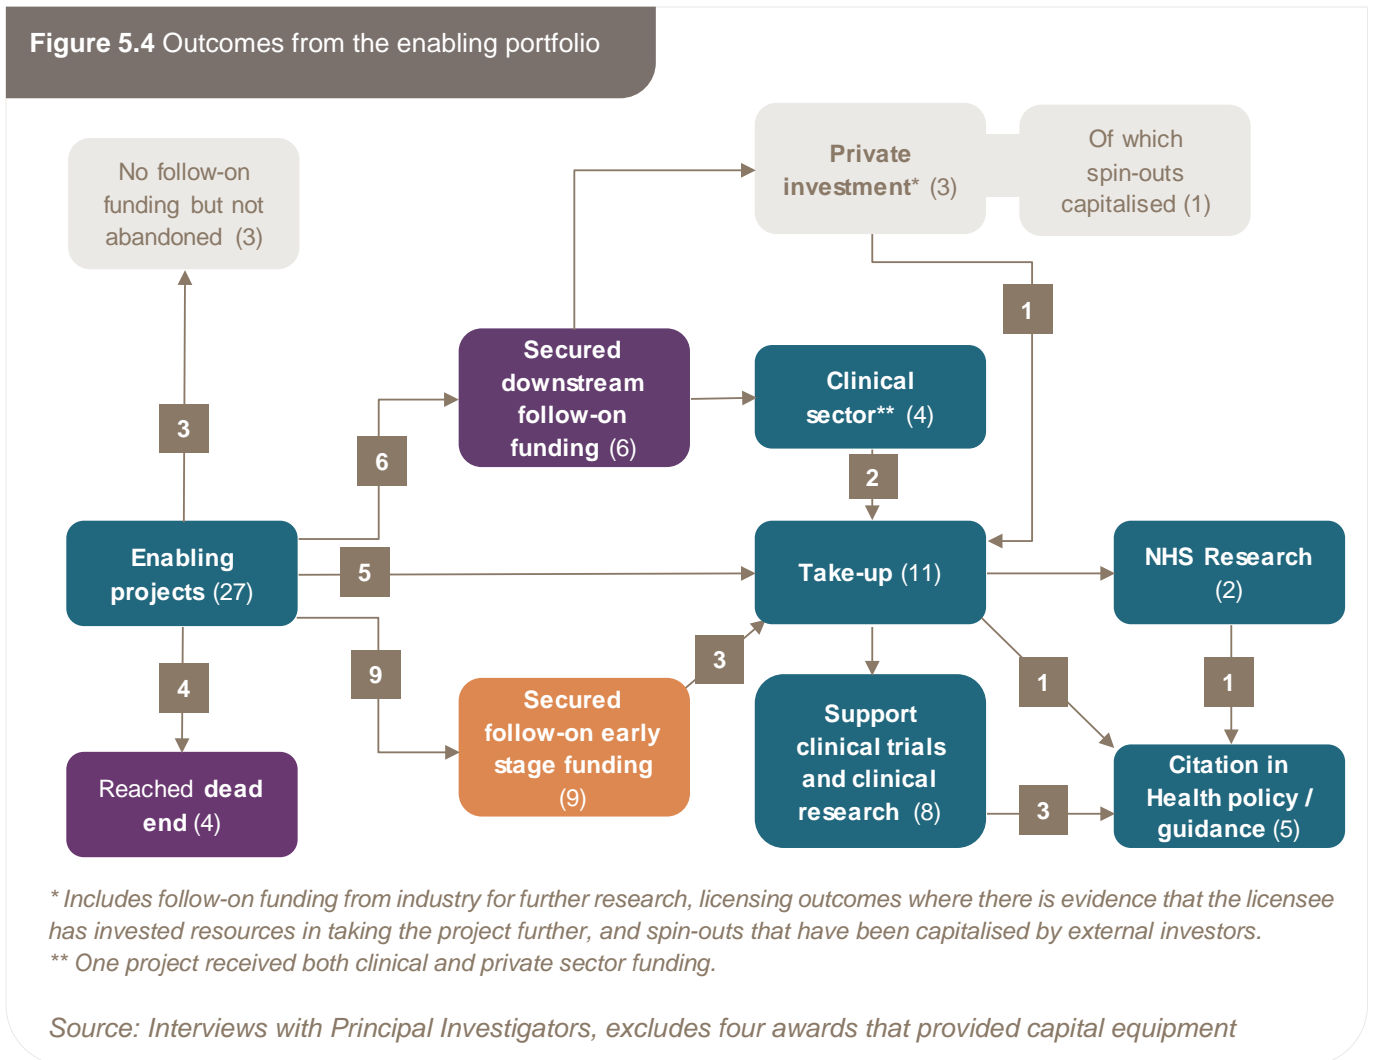 Figure 5.4 Outcomes from the enabling portfolio
No follow-on
funding but not
abandoned (3)
Private
investment* (3)
Of which
spin-outs
capitalised (1)
1
Secured
downstream
follow-on
funding (6)
Clinical
sector** (4)
3
6
2
Enabling
projects (27)
5
Take-up (11)
NHS Research
(2)
4
9
3
1
1
Reached dead
end (4)
Secured
follow-on early
stage funding
(9)
Support
clinical trials
and clinical
research (8)
3
Citation in
Health policy /
guidance (5)
* Includes follow-on funding from industry for further research, licensing outcomes where there is evidence that the licensee
has invested resources in taking the project further, and spin-outs that have been capitalised by external investors.
** One project received both clinical and private sector funding.
Source: Interviews with Principal Investigators, excludes four awards that provided capital equipment